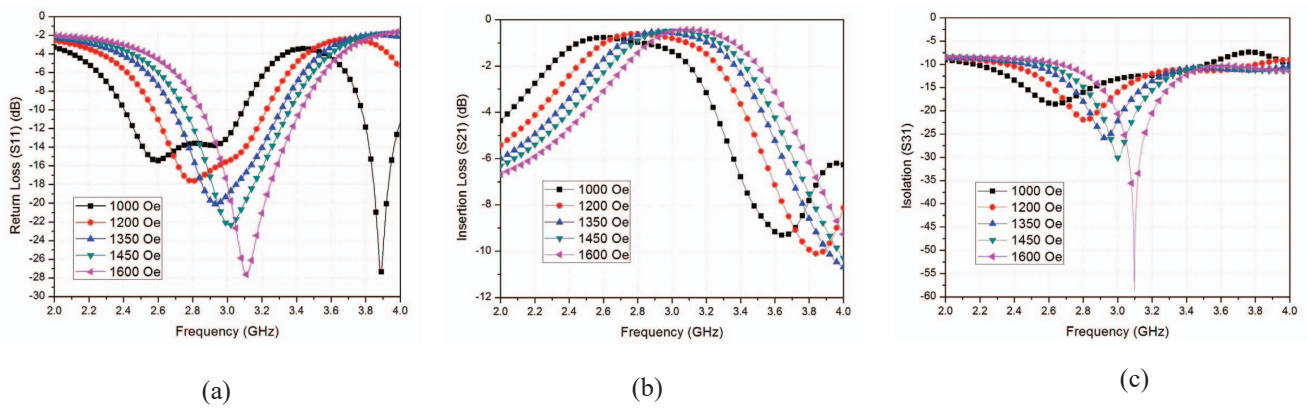 -2
-4
-6
-8
-10
-12
-14
-16
-18
-20
-22
-24
-26
-28
-30
Return Loss (S11) (dB)
1000 Oe
1200 Oe
1350 Oe
1450 Oe
1600 Oe
2.0 2.2 2.4 2.6 2.8 3.0 3.2 3.4 3.6 3.8 4.0
Frequency (GHz)
(a)
0
-2
-4
-6
-8
-10
-12
Insertion Loss (S21) (dB)
1000 Oe
1200 Oe
1350 Oe
1450 Oe
1600 Oe
2.0 2.2 2.4 2.6 2.8 3.0 3.2 3.4 3.6 3.8 4.0
Frequency (GHz)
(b)
0
-5
-10
-15
-20
-25
-30
-35
-40
-45
-50
-55
-60
Isolation (S31)
1000 Oe
1200 Oe
1350 Oe
1450 Oe
1600 Oe
2.0 2.2 2.4 2.6 2.8 3.0 3.2 3.4 3.6 3.8 4.0
Frequency (GHz)
(c)